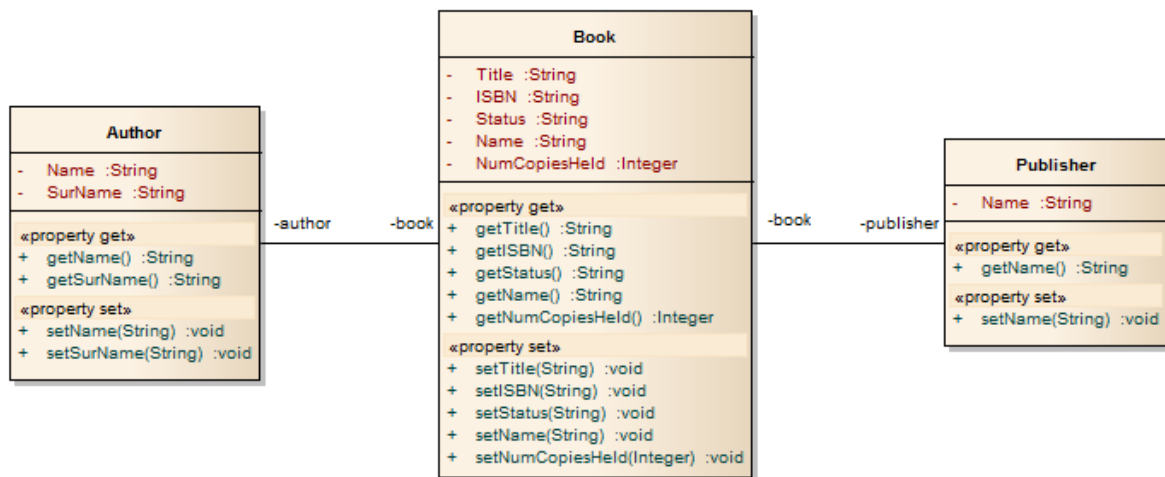 Author
- Name :String
- SurName :String
«property get»
+ getName() :String
+ getSurName() :String
«property set»
+ setName(String) :void
+ setSurName(String) :void
-author
-book
Book
- Title :String
- ISBN :String
- Status :String
- Name :String
- NumCopiesHeld :Integer
«property get»
+ getTitle() :String
+ getISBN() :String
+ getStatus() :String
+ getName() :String
+ getNumCopiesHeld() :Integer
«property set»
+ setTitle(String) :void
+ setISBN(String) :void
+ setStatus(String) :void
+ setName(String) :void
+ setNumCopiesHeld(Integer) :void
-book
-publisher
Publisher
- Name :String
«property get»
+ getName() :String
«property set»
+ setName(String) :void